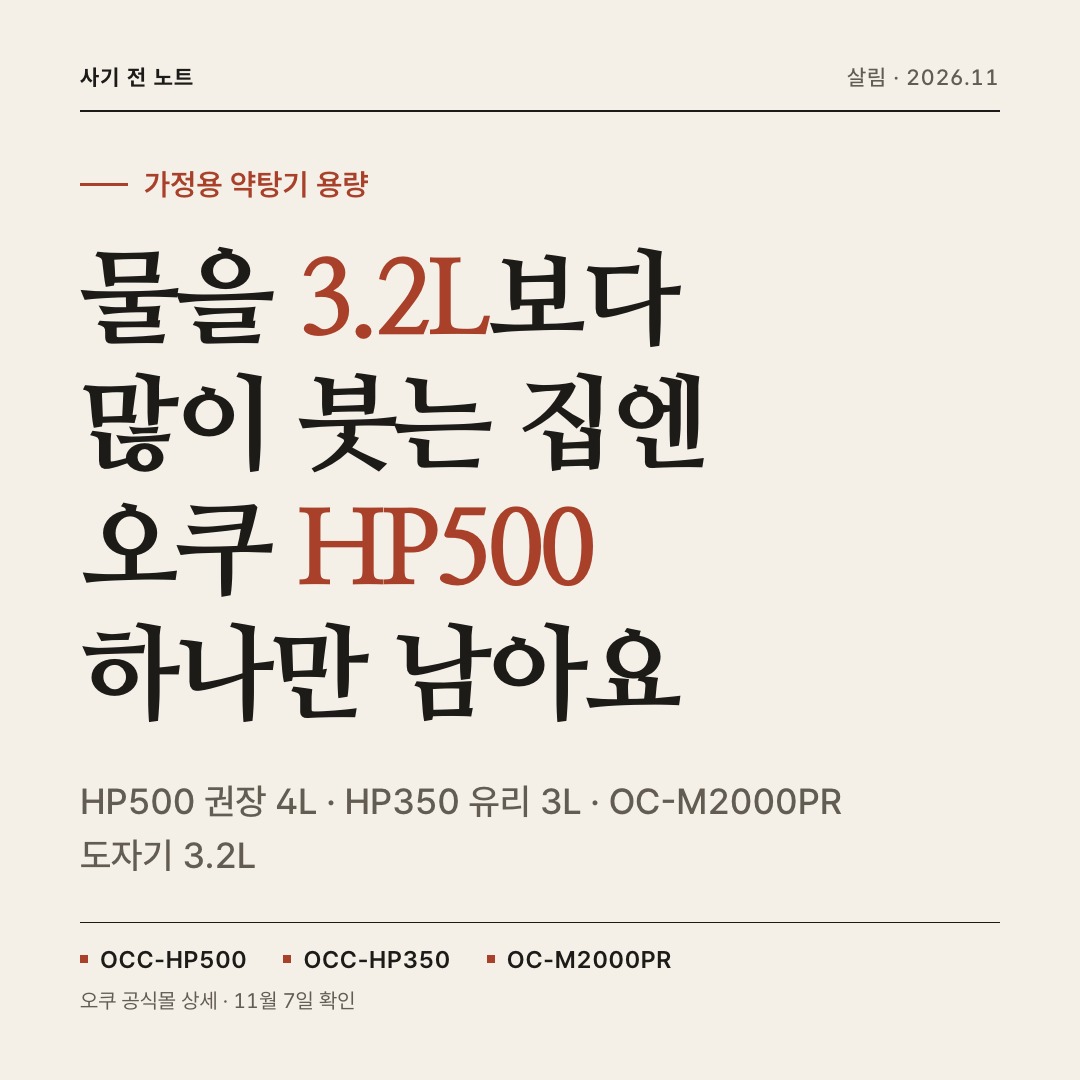 사기 전 노트
살림 · 2026.11
가정용 약탕기 용량
물을 3.2L보다
많이 붓는 집엔
오쿠 HP500
하나만 남아요
HP500 권장 4L · HP350 유리 3L · OC-M2000PR
도자기 3.2L
OCC-HP500 OCC-HP350 OC-M2000PR
오쿠 공식몰 상세 · 11월 7일 확인